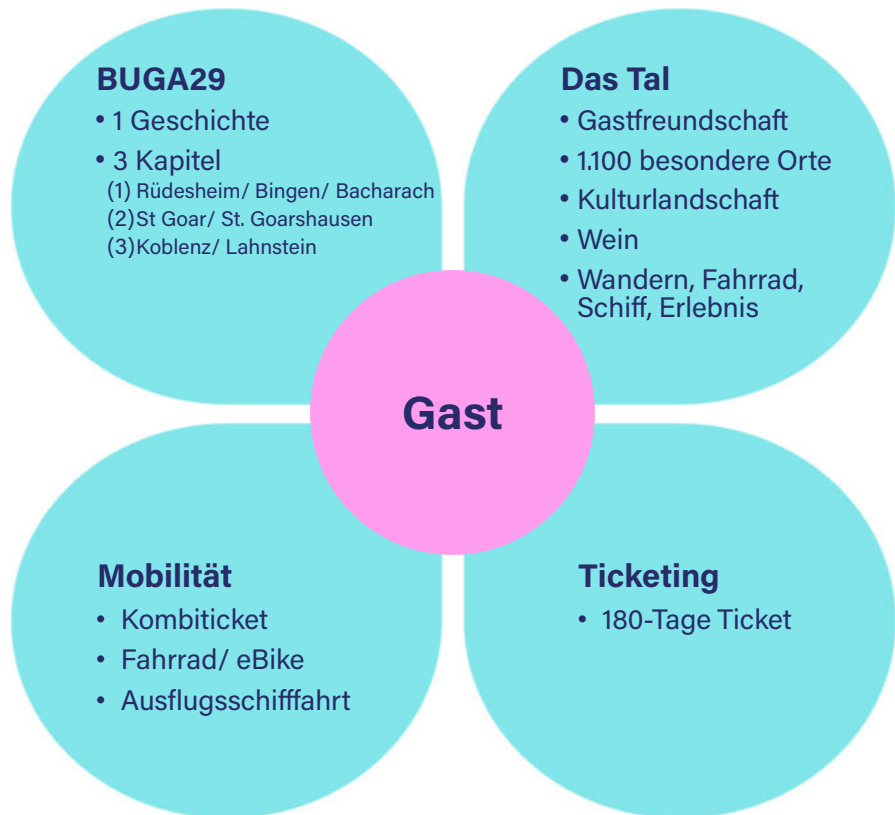 BUGA29
• 1 Geschichte
• 3 Kapitel
(1) Rüdesheim/ Bingen/ Bacharach
(2)St Goar/ St. Goarshausen
(3)Koblenz/ Lahnstein
Das Tal
• Gastfreundschaft
• 1.100 besondere Orte
• Kulturlandschaft
• Wein
• Wandern, Fahrrad,
Schiff, Erlebnis
Gast
Mobilität
• Kombiticket
• Fahrrad/ eBike
• Ausflugsschifffahrt
Ticketing
• 180-Tage Ticket